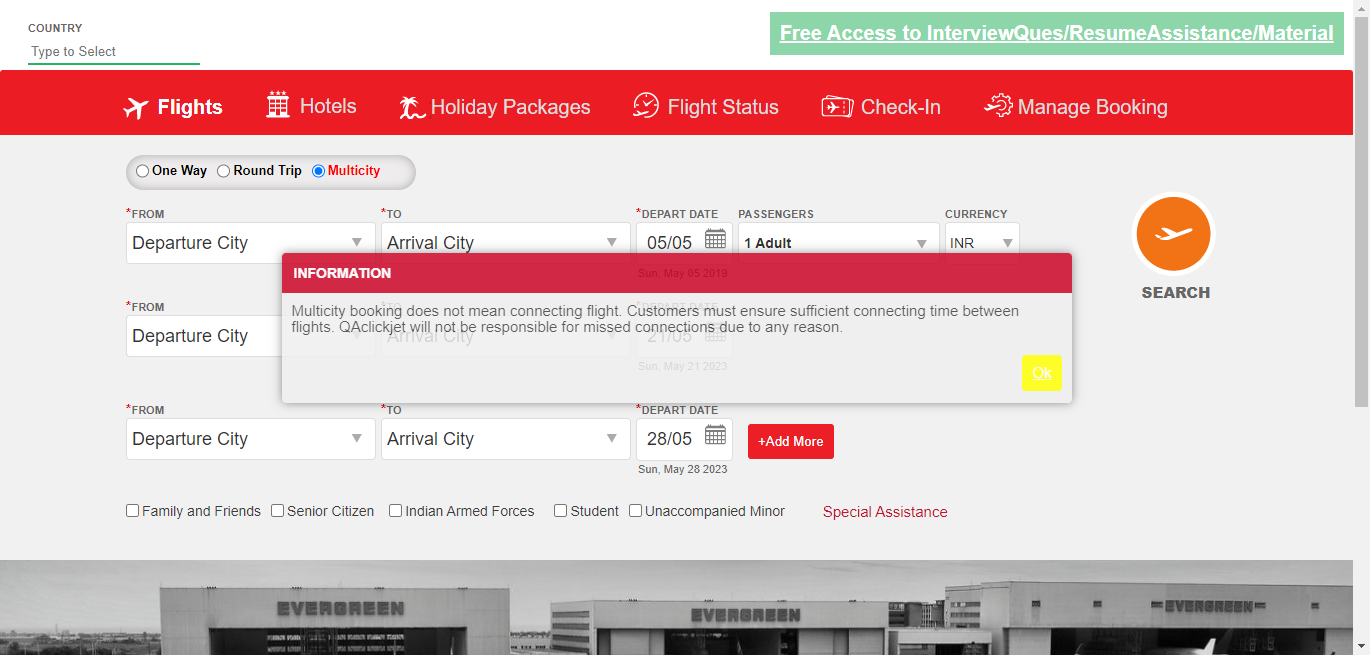 COUNTRY
Type to Select
Free Access to InterviewQues/ResumeAssistance/Material
Flights Hotels Holiday Packages Flight Status Check-In Manage Booking
One Way Round Trip Multicity
*FROM *TO *DEPART DATE PASSENGERS CURRENCY
Departure City Arrival City 05/05 1 Adult INR
Sun, May 05 2019
SEARCH
INFORMATION
*FROM *TO *DEPART DATE
Multicity booking does not mean connecting flight. Customers must ensure sufficient connecting time between
flights. QAclickjet will not be responsible for missed connections due to any reason.
Departure City Arrival City 21/05
Sun, May 21 2023
Ok
*FROM *TO *DEPART DATE
Departure City Arrival City 28/05 +Add More
Sun, May 28 2023
Family and Friends Senior Citizen Indian Armed Forces Student Unaccompanied Minor Special Assistance
EVERGREEN EVERGREEN EVERGREEN